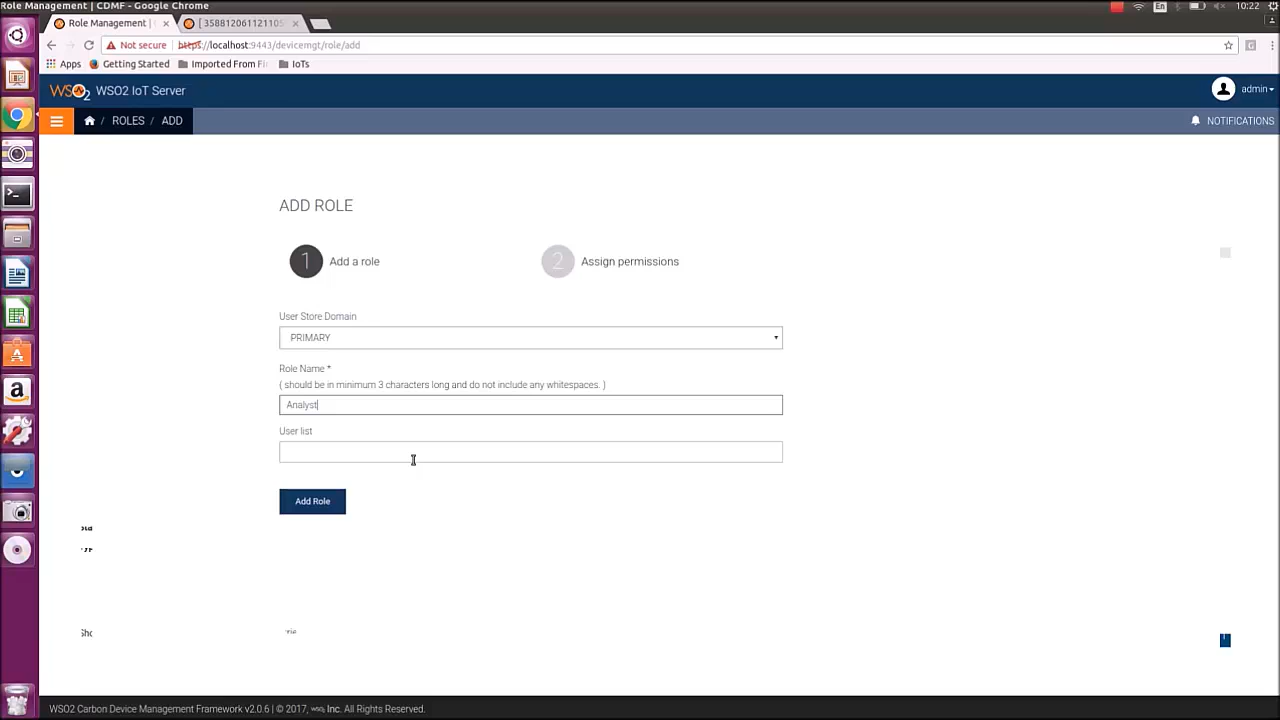 Role Management | CDMF - Google Chrome
En
10:22
Role Management |
[ 35881206112110
Not secure https://localhost:9443/devicemgt/role/add
Apps Getting Started Imported From Fi IoTs
WSO2 WSO2 IoT Server admin
/ ROLES / ADD NOTIFICATIONS
ADD ROLE
1 Add a role 2 Assign permissions
User Store Domain
PRIMARY
Role Name *
( should be in minimum 3 characters long and do not include any whitespaces. )
Analyst
User list
Add Role
WSO2 Carbon Device Management Framework v2.0.6 | © 2017, WSO2 Inc. All Rights Reserved.